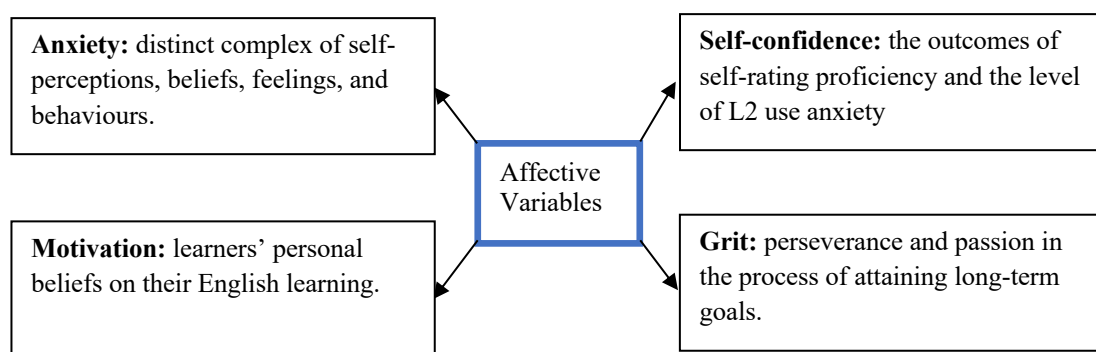 Anxiety: distinct complex of self-
perceptions, beliefs, feelings, and
behaviours.
Self-confidence: the outcomes of
self-rating proficiency and the level
of L2 use anxiety
Affective
Variables
Motivation: learners’ personal
beliefs on their English learning.
Grit: perseverance and passion in
the process of attaining long-term
goals.